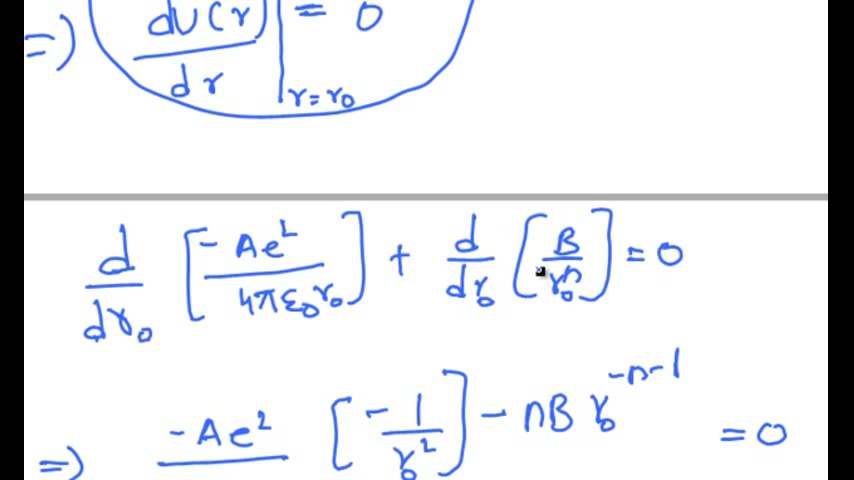 => dU(r)/dr |r=r₀ = 0
d/dr₀ [-Ae²/4πε₀r₀] + d/dr₀ [B/r₀ⁿ] = 0
=> -Ae² [-1/r₀²] - nB r₀⁻ⁿ⁻¹ = 0